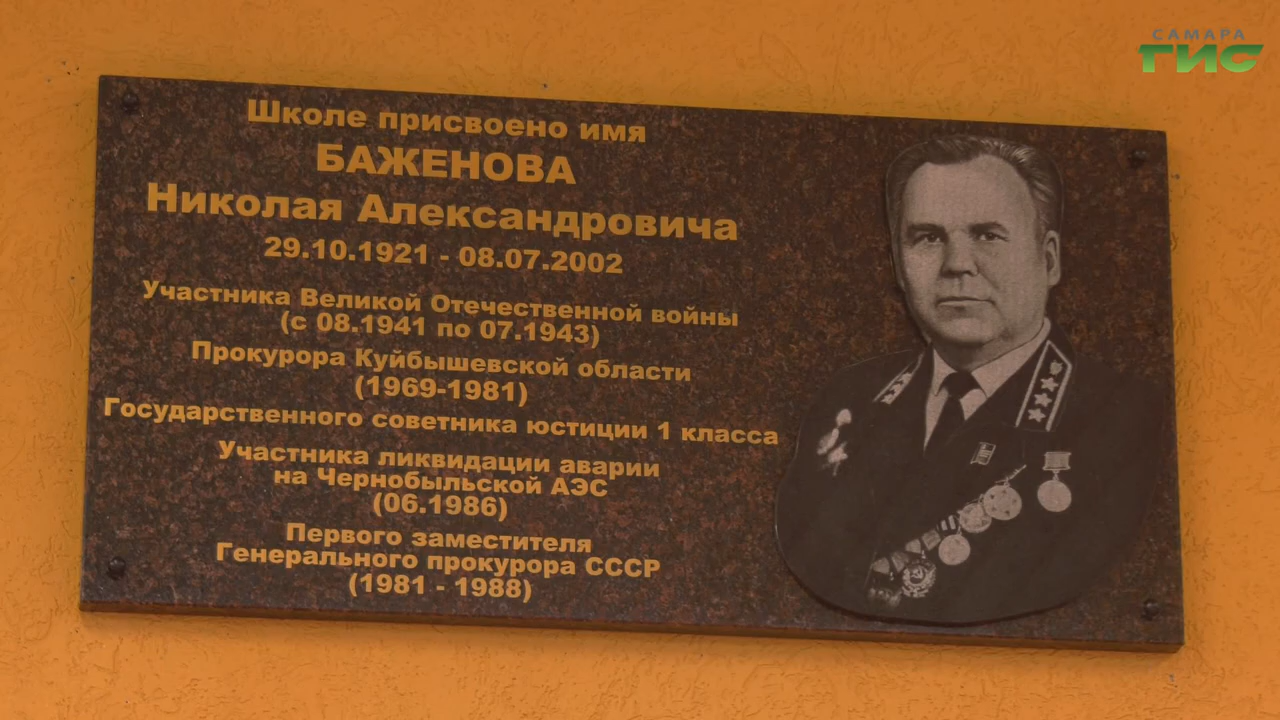 САМАРА
ГИС
Школе присвоено имя
БАЖЕНОВА
Николая Александровича
29.10.1921 - 08.07.2002
Участника Великой Отечественной войны
(с 08.1941 по 07.1943)
Прокурора Куйбышевской области
(1969-1981)
Государственного советника юстиции 1 класса
Участника ликвидации аварии
на Чернобыльской АЭС
(06.1986)
Первого заместителя
Генерального прокурора СССР
(1981 - 1988)